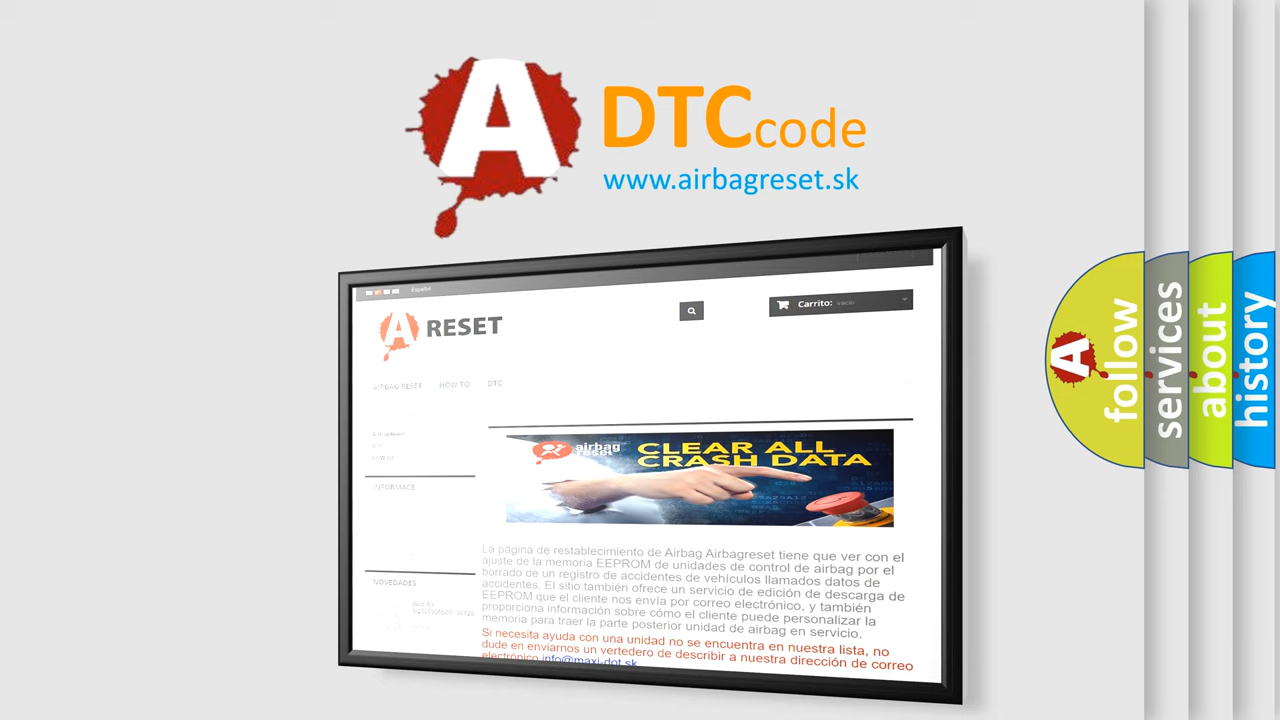 A DTC code
www.airbagreset.sk
Español
A RESET
Carrito: vacío
AIRBAG RESET HOW TO DTC
HOW TO
INFORMACE
NOVEDADES
airbag
reset
CLEAR ALL
CRASH DATA
La página de restablecimiento de Airbag Airbagreset tiene que ver con el
ajuste de la memoria EEPROM de unidades de control de airbag por el
borrado de un registro de accidentes de vehículos llamados datos de
accidentes. El sitio también ofrece un servicio de edición de descarga de
EEPROM que el cliente nos envía por correo electrónico, y también
proporciona información sobre cómo el cliente puede personalizar la
memoria para traer la parte posterior unidad de airbag en servicio.
Si necesita ayuda con una unidad no se encuentra en nuestra lista, no
dude en enviarnos un vertedero de describir a nuestra dirección de correo
electrónico info@maxi-dot.sk
A
follow
services
about
history